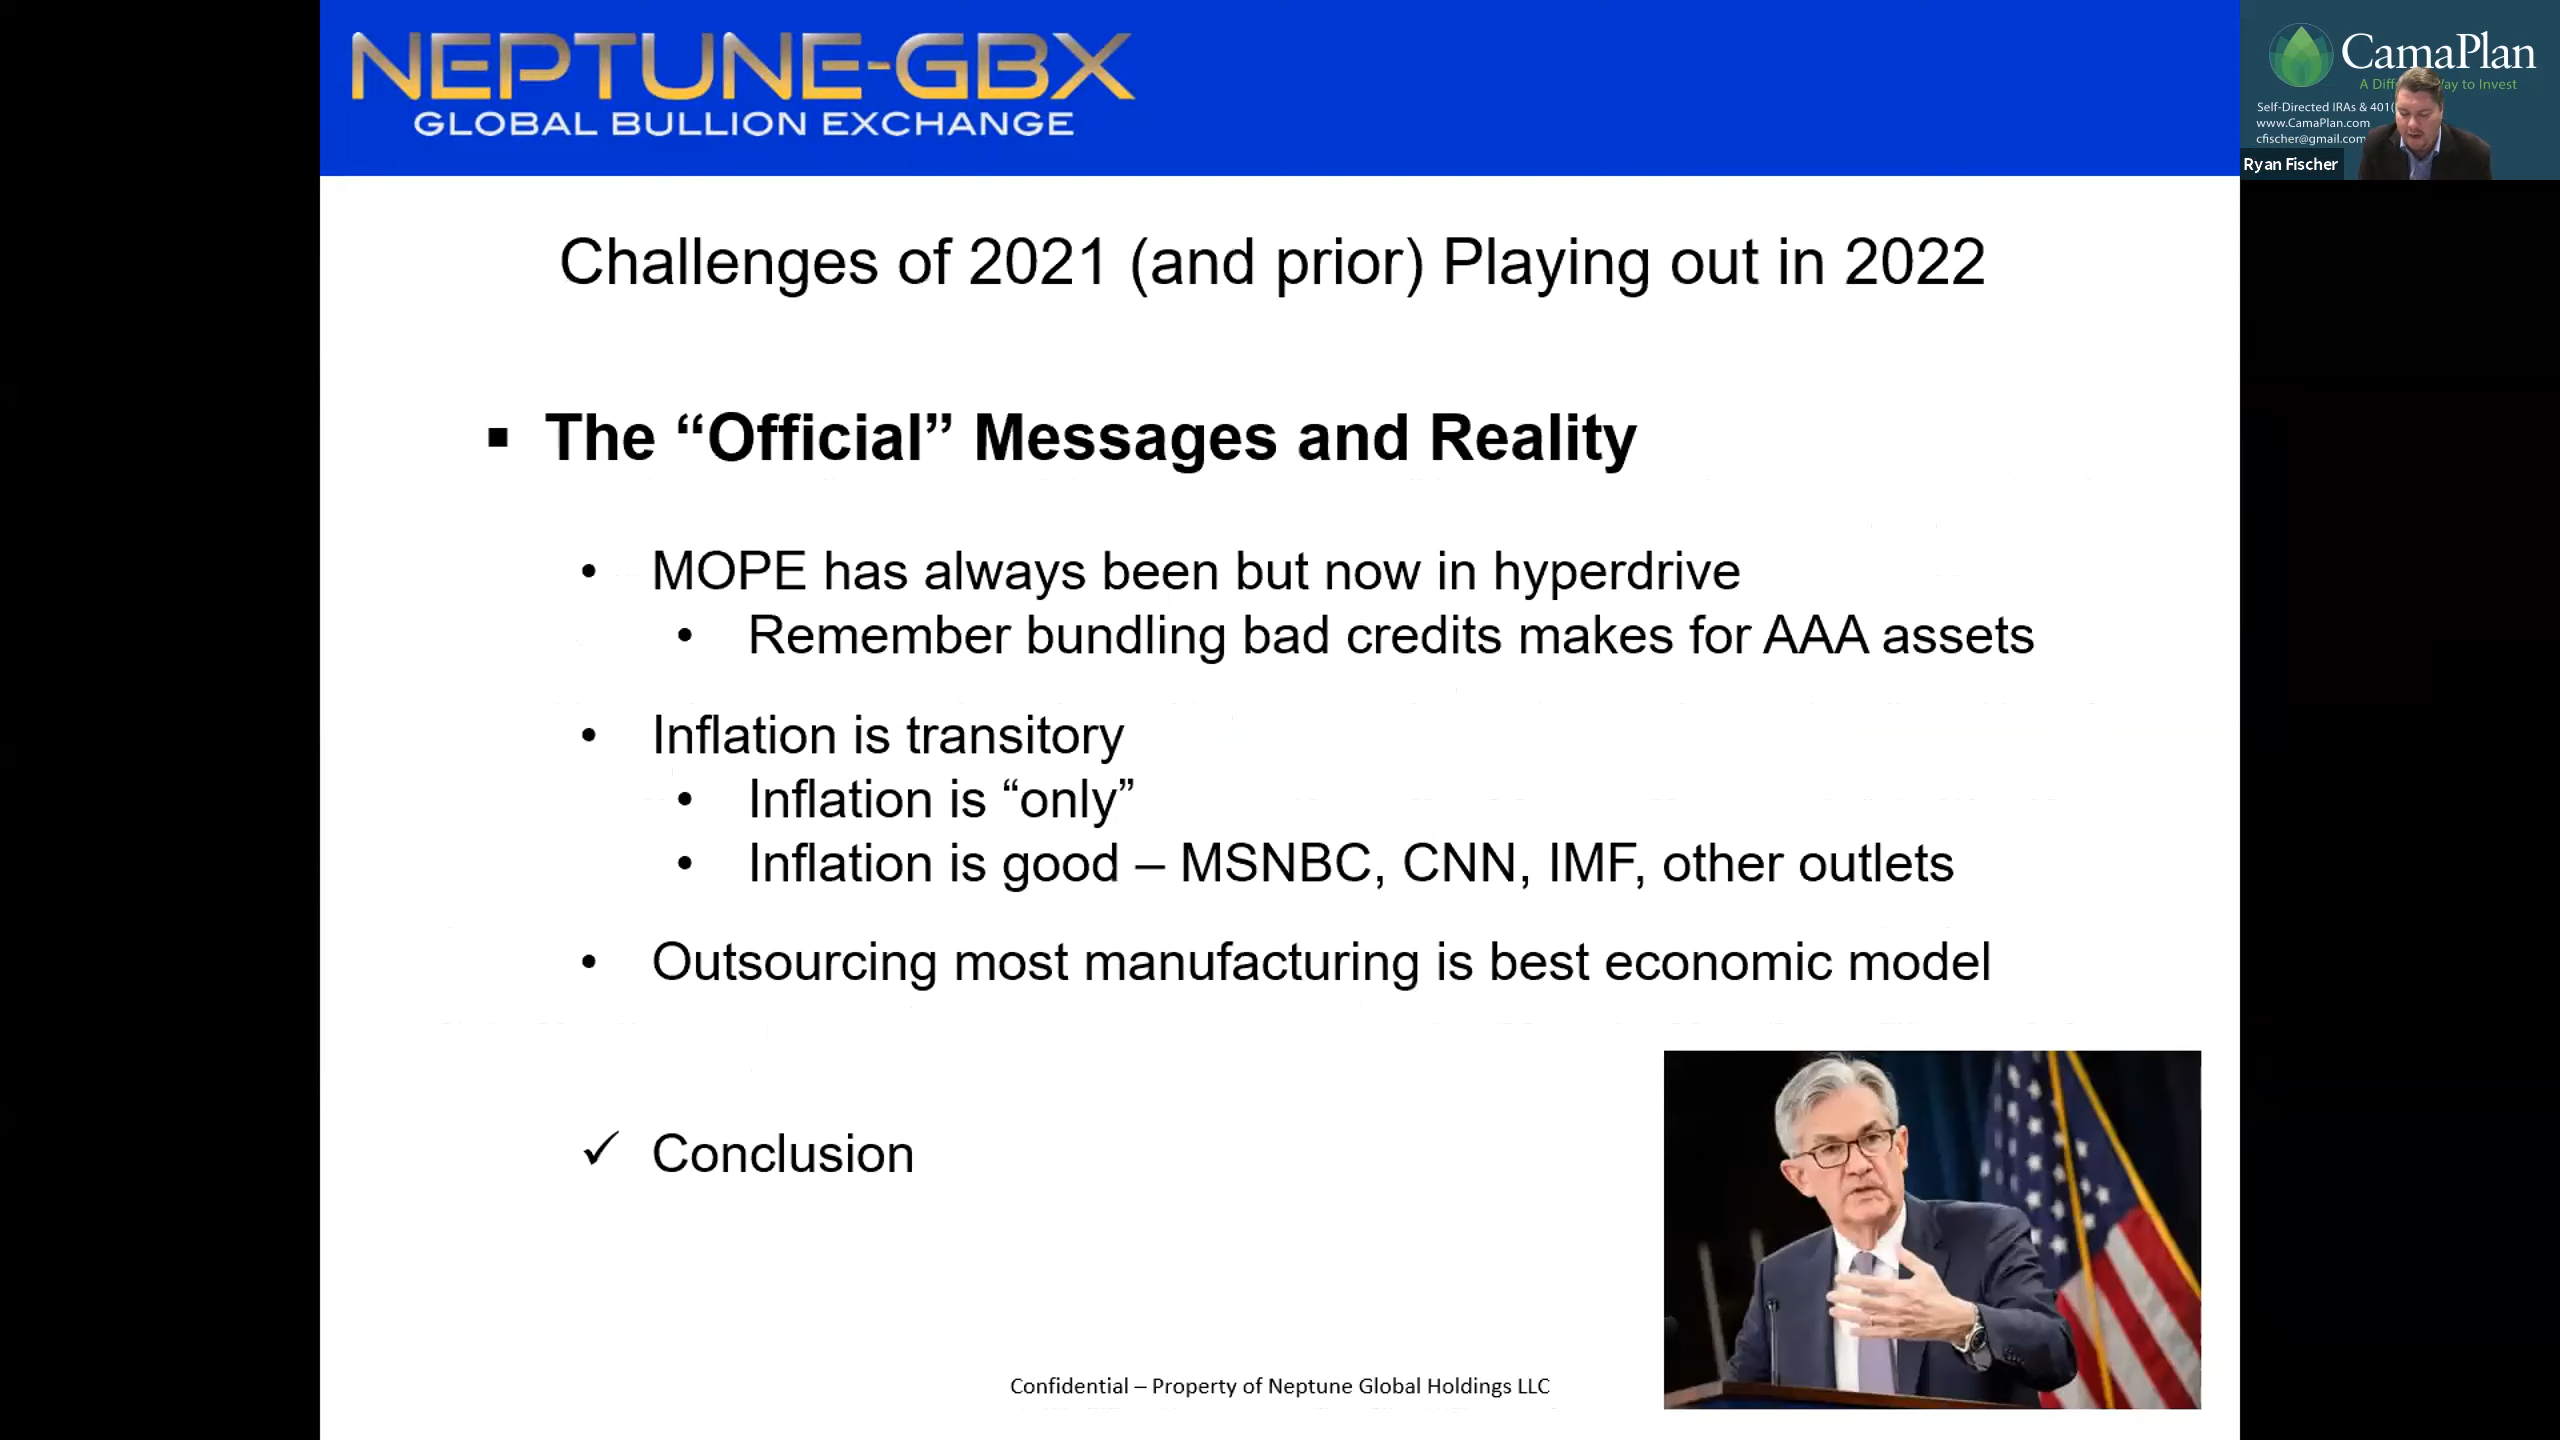 NEPTUNE-GBX
GLOBAL BULLION EXCHANGE
CamaPlan
A Diff Way to Invest
Self-Directed IRAs & 401(
www.CamaPlan.com
cfischer@gmail.com
Ryan Fischer
Challenges of 2021 (and prior) Playing out in 2022
▪ The “Official” Messages and Reality
• MOPE has always been but now in hyperdrive
• Remember bundling bad credits makes for AAA assets
• Inflation is transitory
• Inflation is “only”
• Inflation is good – MSNBC, CNN, IMF, other outlets
• Outsourcing most manufacturing is best economic model
✓ Conclusion
Confidential – Property of Neptune Global Holdings LLC